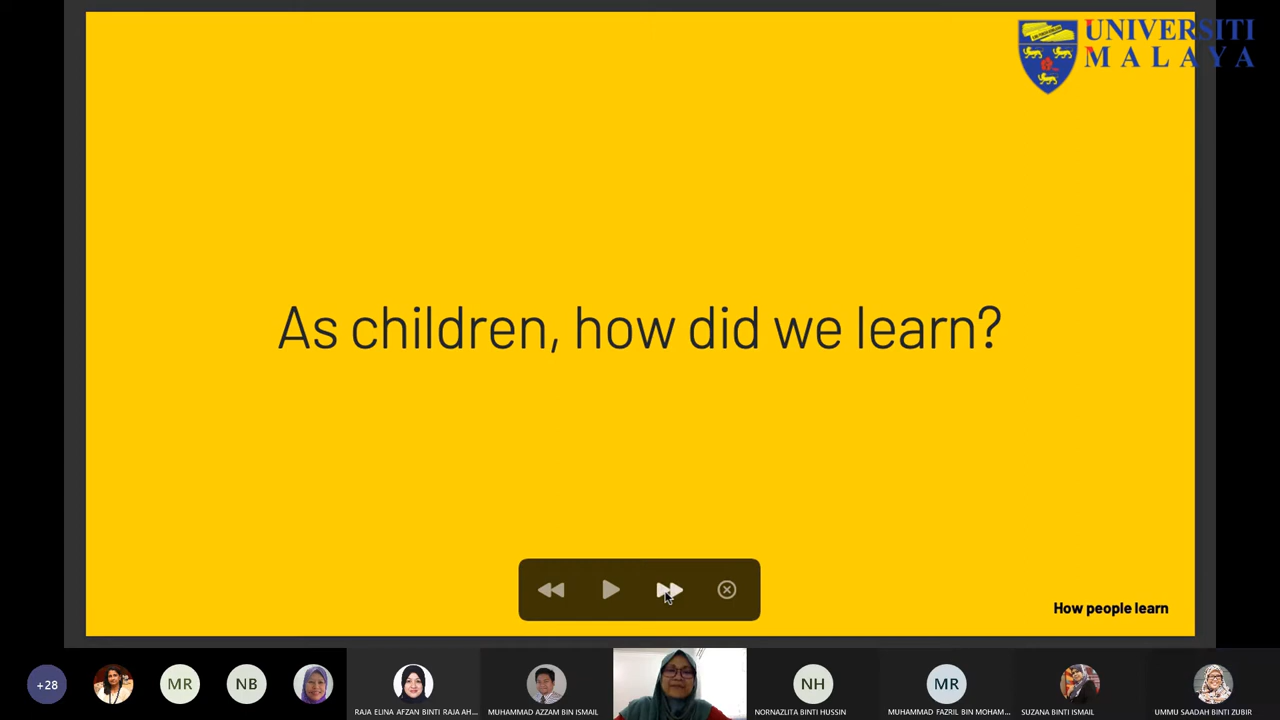 UNIVERSITI
MALAYA
As children, how did we learn?
How people learn
+28
MR
NB
RAJA ELINA AFZAN BINTI RAJA AH...
MUHAMMAD AZZAM BIN ISMAIL
NH
NORNAZLITA BINTI HUSSIN
MR
MUHAMMAD FAZRIL BIN MOHAM...
SUZANA BINTI ISMAIL
UMMU SAADAH BINTI ZUBIR